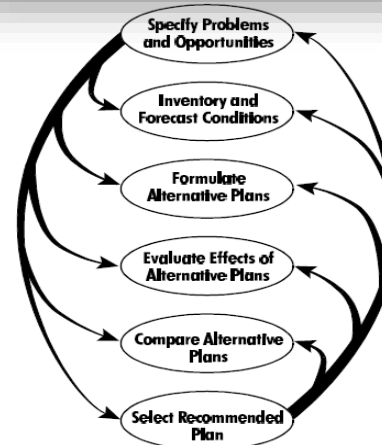 Specify Problems
and Opportunities
Inventory and
Forecast Conditions
Formulate
Alternative Plans
Evaluate Effects of
Alternative Plans
Compare Alternative
Plans
Select Recommended
Plan